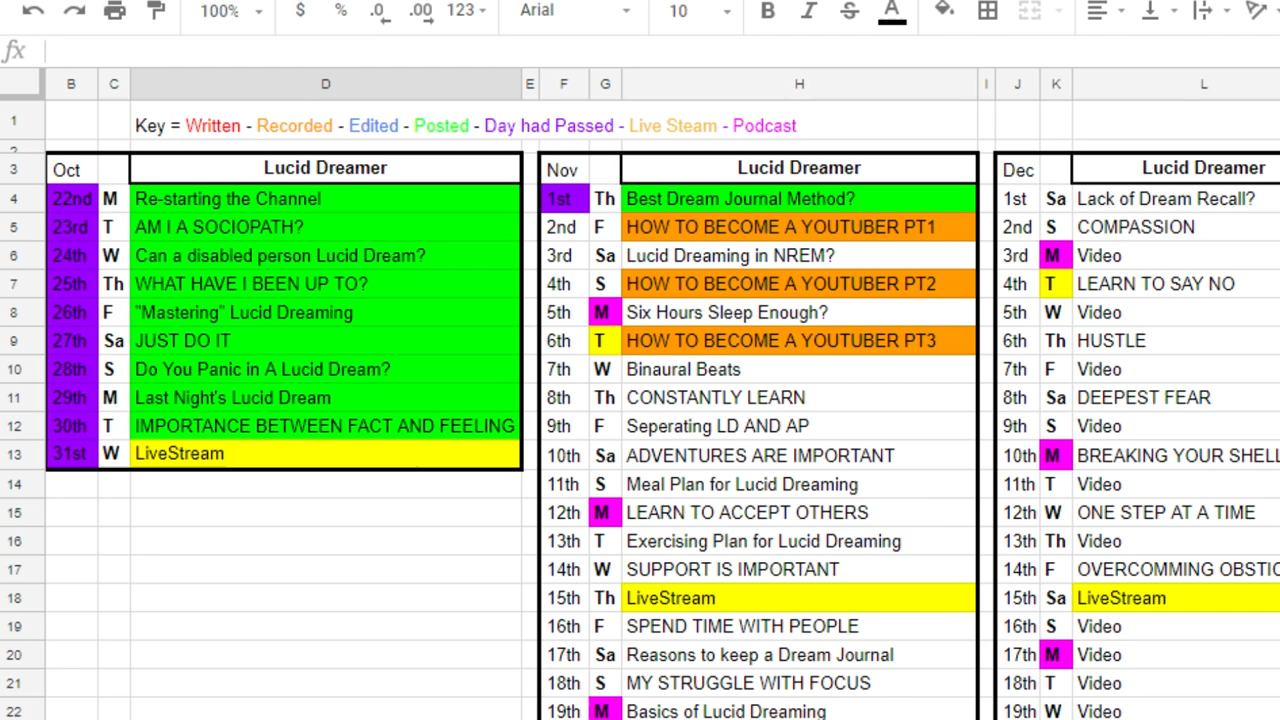 100% $ % .0 .00 123 Arial 10 B I S A
fx
B C D E F G H I J K L
1 Key = Written - Recorded - Edited - Posted - Day had Passed - Live Steam - Podcast
3 Oct Lucid Dreamer Nov Lucid Dreamer Dec Lucid Dreamer
4 22nd M Re-starting the Channel 1st Th Best Dream Journal Method? 1st Sa Lack of Dream Recall?
5 23rd T AM I A SOCIOPATH? 2nd F HOW TO BECOME A YOUTUBER PT1 2nd S COMPASSION
6 24th W Can a disabled person Lucid Dream? 3rd Sa Lucid Dreaming in NREM? 3rd M Video
7 25th Th WHAT HAVE I BEEN UP TO? 4th S HOW TO BECOME A YOUTUBER PT2 4th T LEARN TO SAY NO
8 26th F "Mastering" Lucid Dreaming 5th M Six Hours Sleep Enough? 5th W Video
9 27th Sa JUST DO IT 6th T HOW TO BECOME A YOUTUBER PT3 6th Th HUSTLE
10 28th S Do You Panic in A Lucid Dream? 7th W Binaural Beats 7th F Video
11 29th M Last Night's Lucid Dream 8th Th CONSTANTLY LEARN 8th Sa DEEPEST FEAR
12 30th T IMPORTANCE BETWEEN FACT AND FEELING 9th F Seperating LD AND AP 9th S Video
13 31st W LiveStream 10th Sa ADVENTURES ARE IMPORTANT 10th M BREAKING YOUR SHELL
14 11th S Meal Plan for Lucid Dreaming 11th T Video
15 12th M LEARN TO ACCEPT OTHERS 12th W ONE STEP AT A TIME
16 13th T Exercising Plan for Lucid Dreaming 13th Th Video
17 14th W SUPPORT IS IMPORTANT 14th F OVERCOMMING OBSTIC
18 15th Th LiveStream 15th Sa LiveStream
19 16th F SPEND TIME WITH PEOPLE 16th S Video
20 17th Sa Reasons to keep a Dream Journal 17th M Video
21 18th S MY STRUGGLE WITH FOCUS 18th T Video
22 19th M Basics of Lucid Dreaming 19th W Video